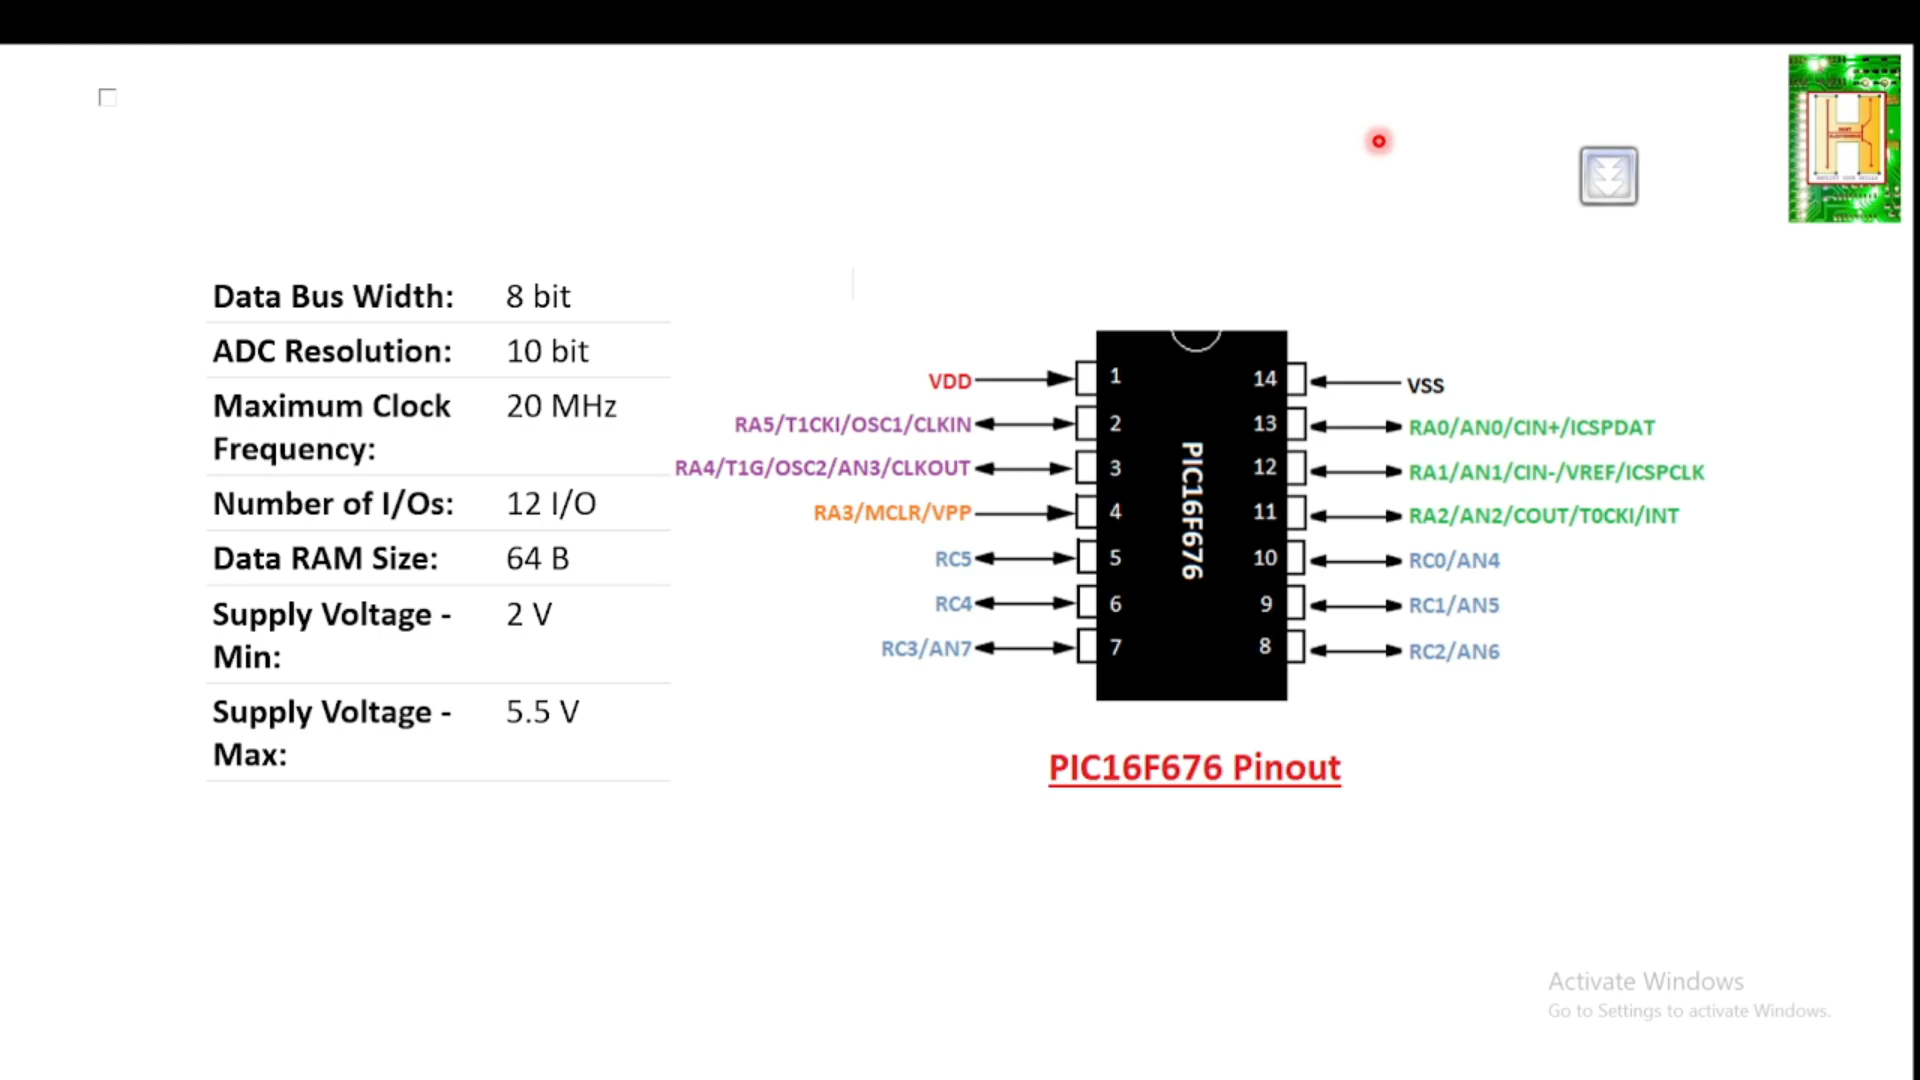 Data Bus Width: 8 bit
ADC Resolution: 10 bit
Maximum Clock 20 MHz
Frequency:
Number of I/Os: 12 I/O
Data RAM Size: 64 B
Supply Voltage - 2 V
Min:
Supply Voltage - 5.5 V
Max:
VDD 1 14 VSS
RA5/T1CKI/OSC1/CLKIN 2 13 RA0/AN0/CIN+/ICSPDAT
RA4/T1G/OSC2/AN3/CLKOUT 3 12 RA1/AN1/CIN-/VREF/ICSPCLK
RA3/MCLR/VPP 4 11 RA2/AN2/COUT/T0CKI/INT
RC5 5 10 RC0/AN4
RC4 6 9 RC1/AN5
RC3/AN7 7 8 RC2/AN6
PIC16F676
PIC16F676 Pinout
Activate Windows
Go to Settings to activate Windows.